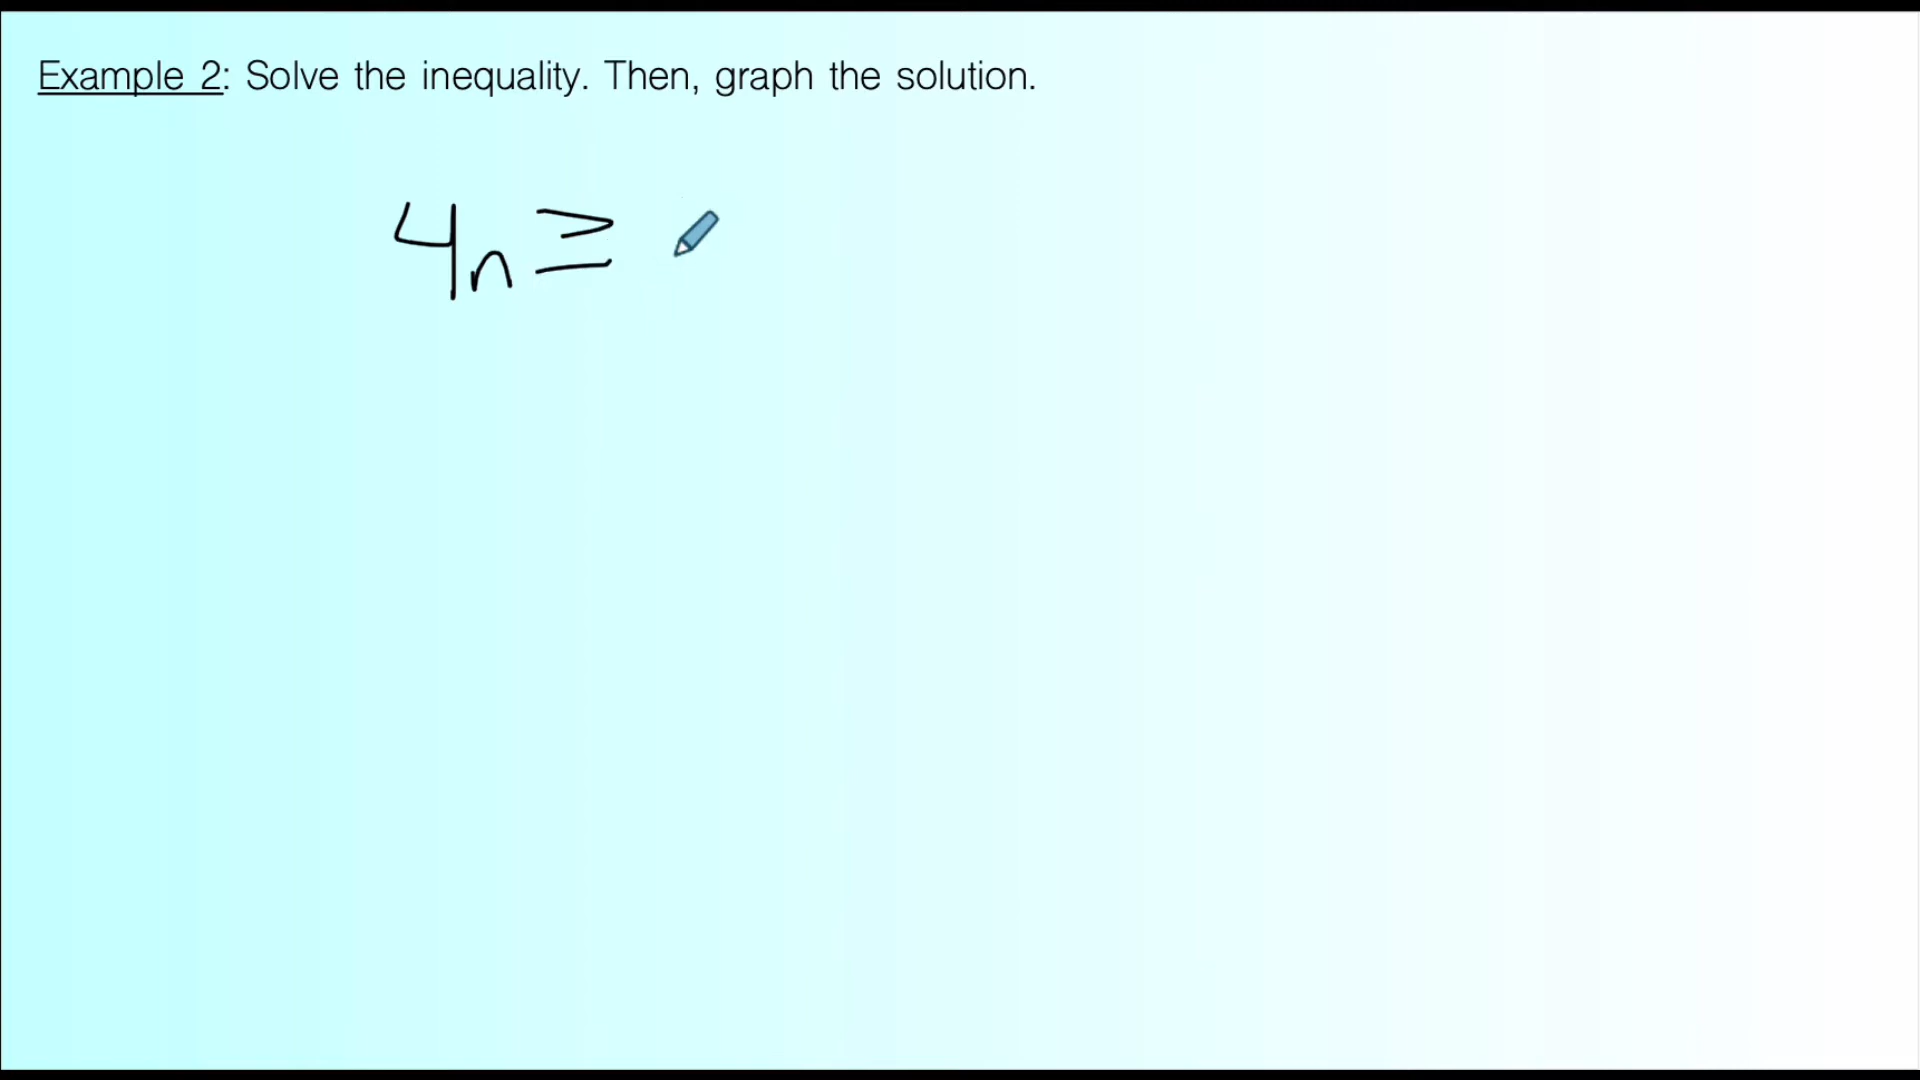 Example 2: Solve the inequality. Then, graph the solution.
4n ≥